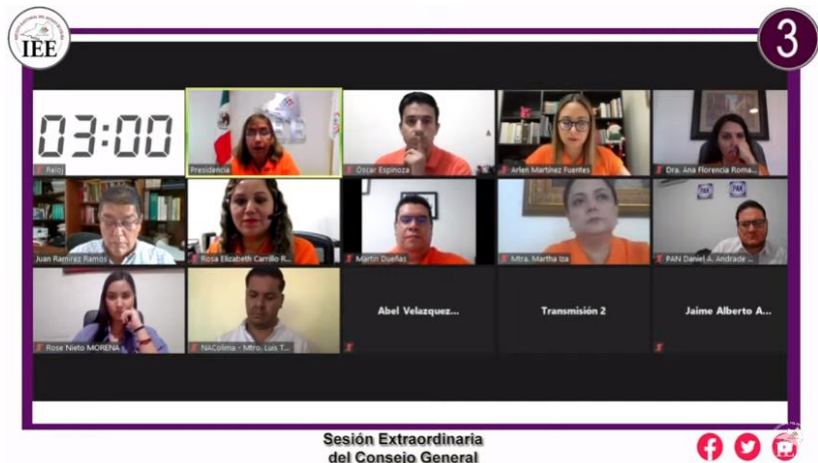 IEE
3
03:00
Reloj
Presidencia
Óscar Espinoza
Arlen Martínez Fuentes
Dra. Ana Florencia Roma...
Juan Ramírez Ramos
Rosa Elizabeth Carrillo R...
Martín Dueñas
Mtra. Martha Iza
PAN
PAN
PAN Daniel A. Andrade ...
Rose Nieto MORENA
NAColima - Mtro. Luis T...
Abel Velazquez...
Transmisión 2
Jaime Alberto A...
Sesión Extraordinaria
del Consejo General